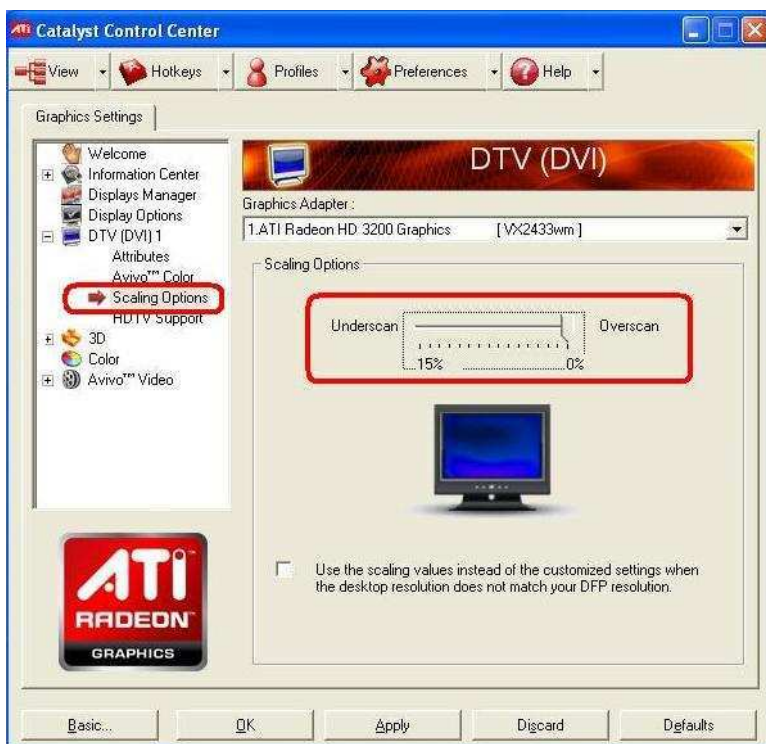 ATI Catalyst Control Center
View Hotkeys Profiles Preferences Help
Graphics Settings
Welcome
Information Center
Displays Manager
Display Options
DTV (DVI) 1
Attributes
Avivo™ Color
Scaling Options
HDTV Support
3D
Color
Avivo™ Video
ATI
RADEON
GRAPHICS
DTV (DVI)
Graphics Adapter :
1.ATI Radeon HD 3200 Graphics [ VX2433wm ]
Scaling Options
Underscan Overscan
15% 0%
Use the scaling values instead of the customized settings when
the desktop resolution does not match your DFP resolution.
Basic... OK Apply Discard Defaults